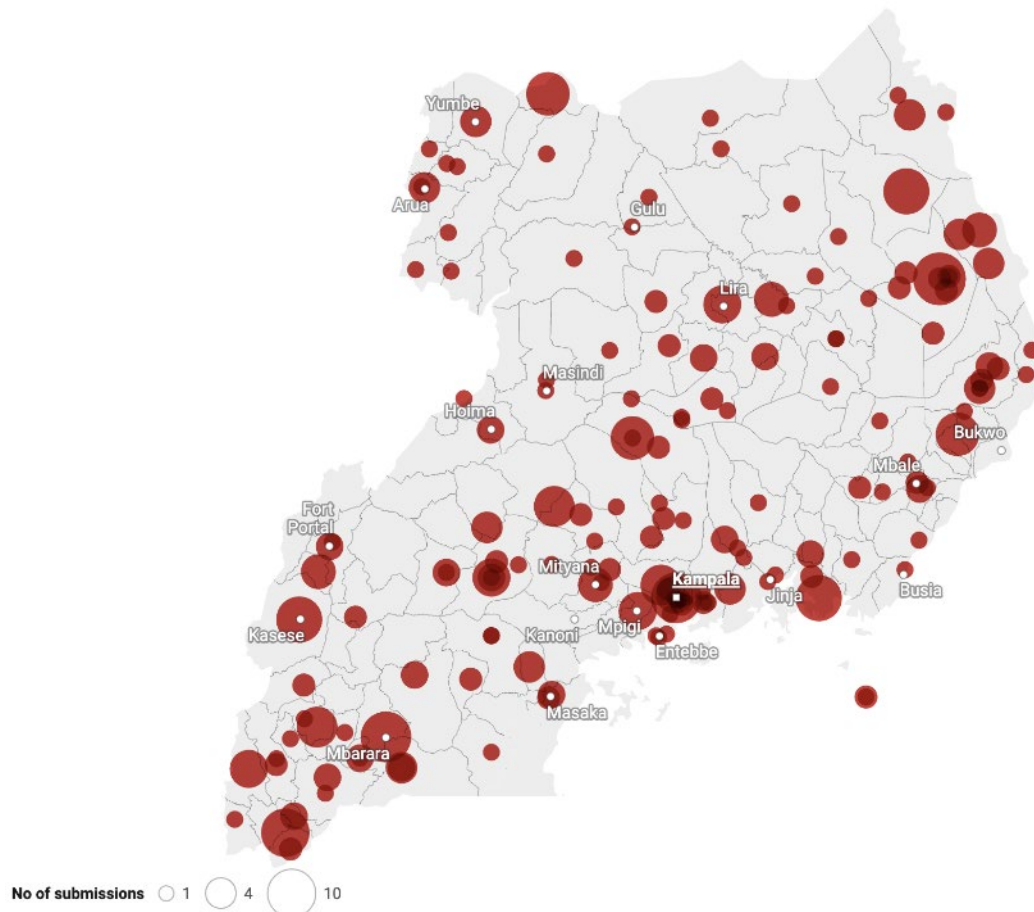 Yumbe
Arua
Gulu
Lira
Masindi
Hoima
Bukwo
Mbale
Fort
Portal
Mityana
Kampala
Jinja
Busia
Kasese
Kanoni
Mpigi
Entebbe
Masaka
Mbarara
No of submissions 1 4 10